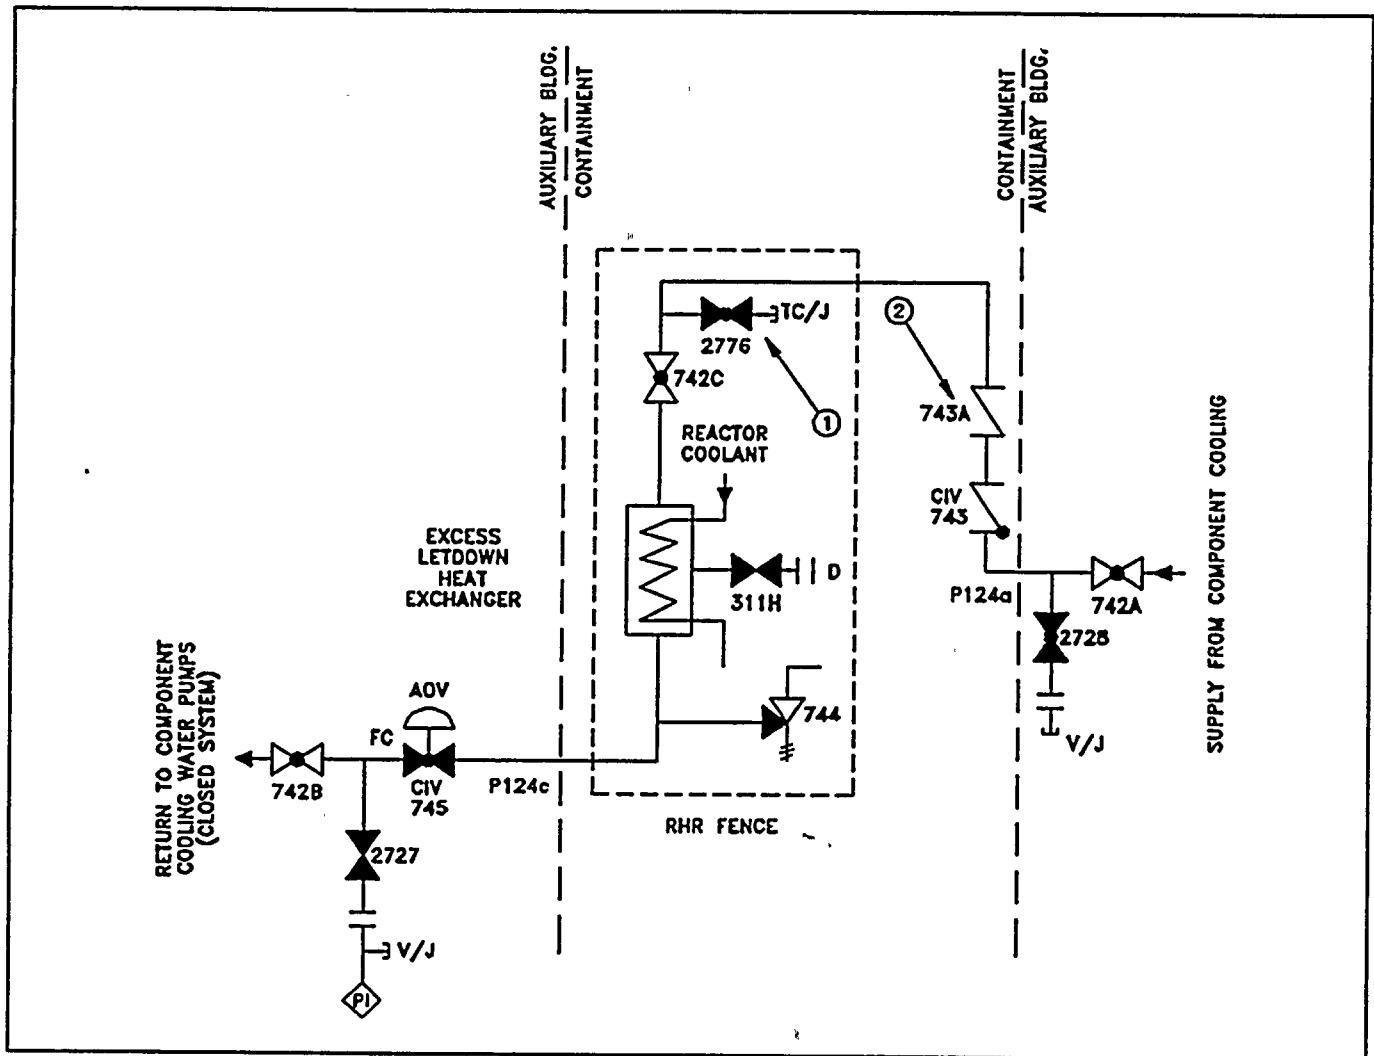 AUXILIARY BLDG.
CONTAINMENT
CONTAINMENT
AUXILIARY BLDG.
TC/J
2776
742C
1
2
743A
REACTOR
COOLANT
CIV
743
EXCESS
LETDOWN
HEAT
EXCHANGER
311H
D
P124a
742A
2728
V/J
SUPPLY FROM COMPONENT COOLING
744
AOV
FC
CIV
745
P124c
742B
RETURN TO COMPONENT
COOLING WATER PUMPS
(CLOSED SYSTEM)
RHR FENCE
2727
V/J
PI